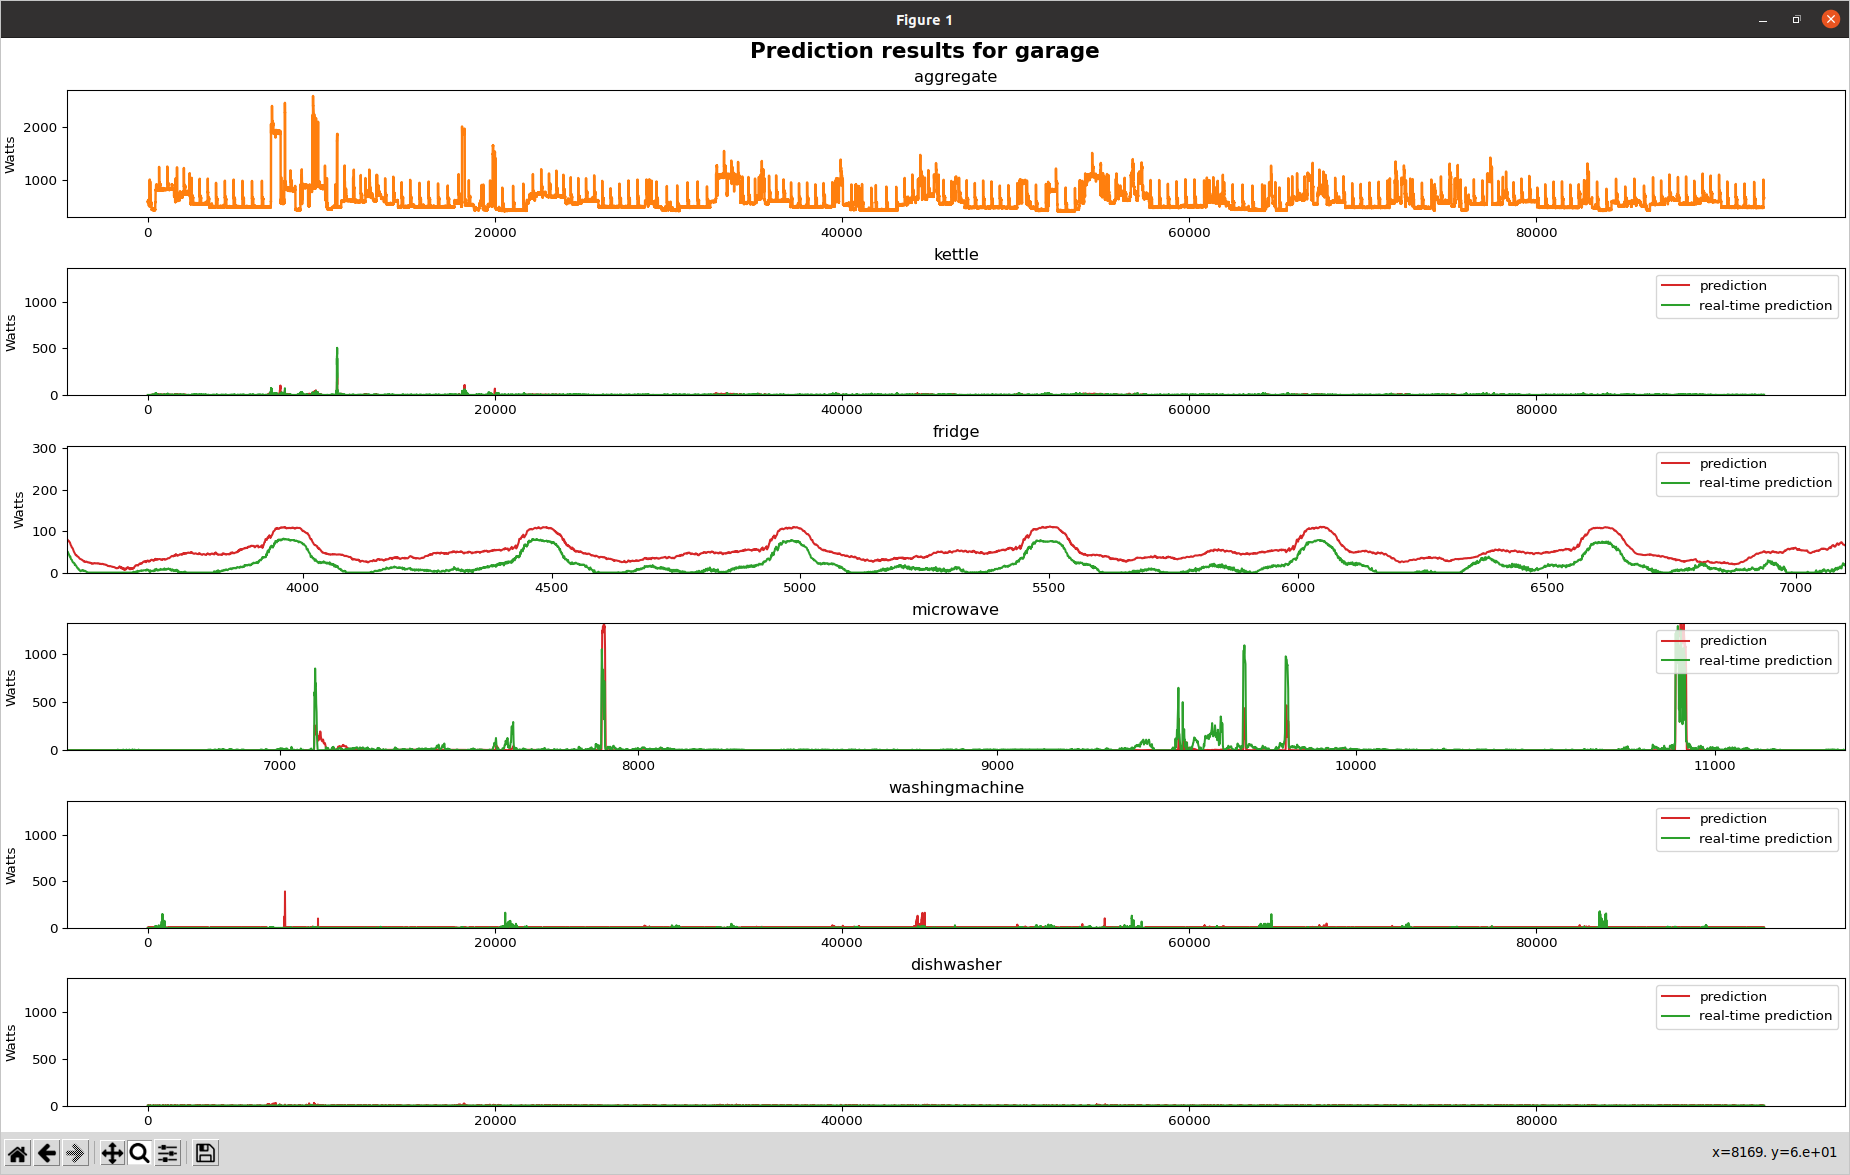 Figure 1
Prediction results for garage
aggregate
Watts
2000
1000
0 20000 40000 60000 80000
kettle
Watts
1000
500
0
prediction
real-time prediction
0 20000 40000 60000 80000
fridge
Watts
300
200
100
0
prediction
real-time prediction
4000 4500 5000 5500 6000 6500 7000
microwave
Watts
1000
500
0
prediction
real-time prediction
7000 8000 9000 10000 11000
washingmachine
Watts
1000
500
0
prediction
real-time prediction
0 20000 40000 60000 80000
dishwasher
Watts
1000
500
0
prediction
real-time prediction
0 20000 40000 60000 80000
x=8169. y=6.e+01